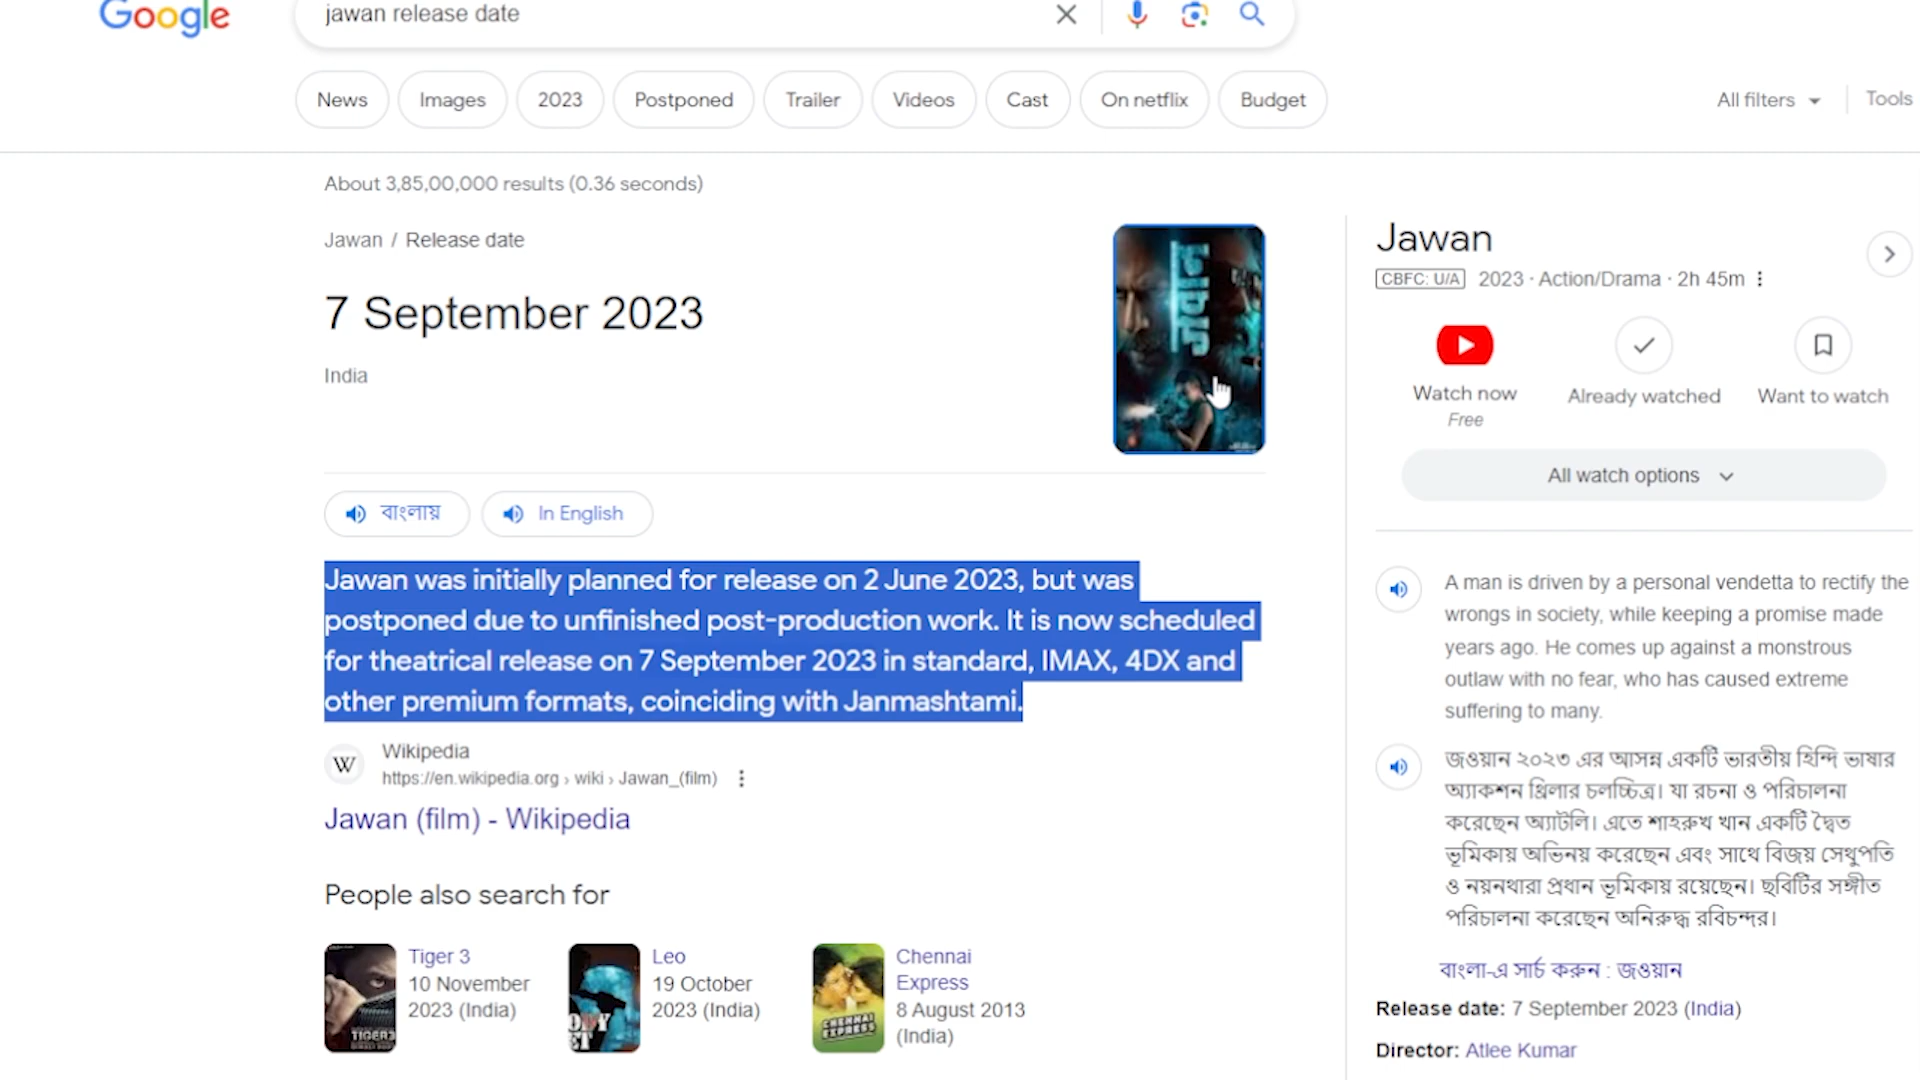 Google
jawan release date
News
Images
2023
Postponed
Trailer
Videos
Cast
On netflix
Budget
All filters
Tools
About 3,85,00,000 results (0.36 seconds)
Jawan / Release date
7 September 2023
India
বাংলায়
In English
Jawan was initially planned for release on 2 June 2023, but was
postponed due to unfinished post-production work. It is now scheduled
for theatrical release on 7 September 2023 in standard, IMAX, 4DX and
other premium formats, coinciding with Janmashtami.
W
Wikipedia
https://en.wikipedia.org › wiki › Jawan_(film)
Jawan (film) - Wikipedia
People also search for
TIGER3
Tiger 3
10 November
2023 (India)
Leo
19 October
2023 (India)
CHENNAI
EXPRESS
Chennai
Express
8 August 2013
(India)
Jawan
CBFC: U/A 2023 · Action/Drama · 2h 45m
Watch now
Free
Already watched
Want to watch
All watch options
A man is driven by a personal vendetta to rectify the
wrongs in society, while keeping a promise made
years ago. He comes up against a monstrous
outlaw with no fear, who has caused extreme
suffering to many.
জওয়ান ২০২৩ এর আসন্ন একটি ভারতীয় হিন্দি ভাষার
অ্যাকশন থ্রিলার চলচ্চিত্র। যা রচনা ও পরিচালনা
করেছেন অ্যাটলি। এতে শাহরুখ খান একটি দ্বৈত
ভূমিকায় অভিনয় করেছেন এবং সাথে বিজয় সেথুপতি
ও নয়নথারা প্রধান ভূমিকায় রয়েছেন। ছবিটির সঙ্গীত
পরিচালনা করেছেন অনিরুদ্ধ রবিচন্দর।
বাংলা-এ সার্চ করুন : জওয়ান
Release date: 7 September 2023 (India)
Director: Atlee Kumar